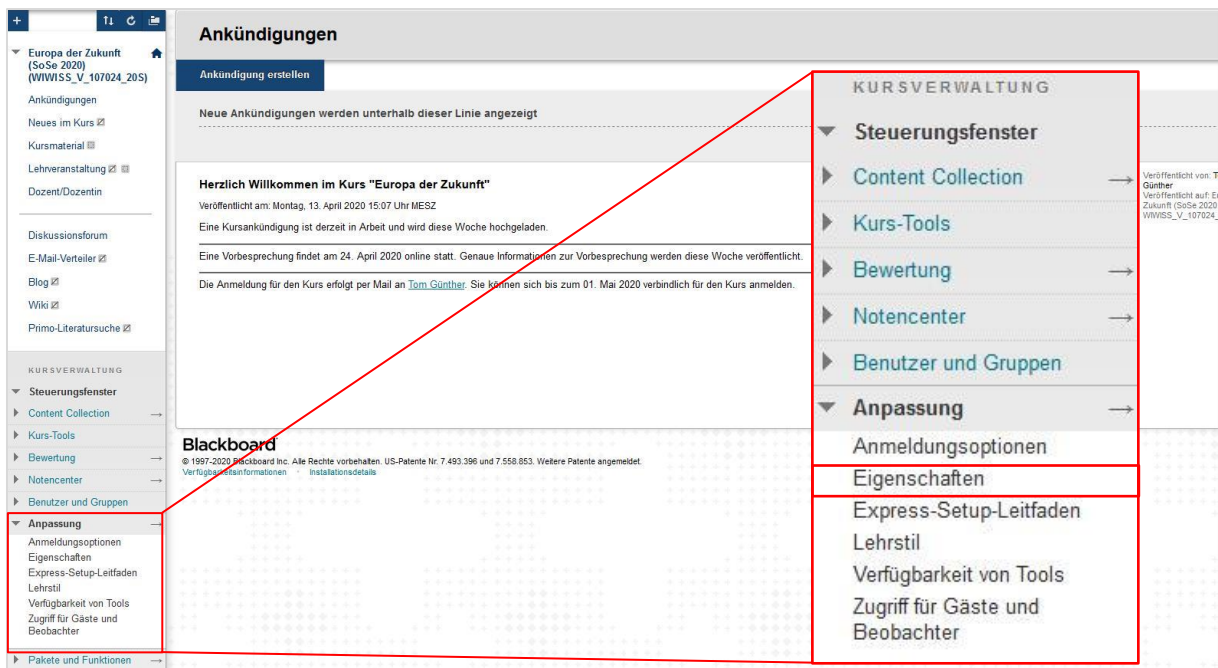 Europa der Zukunft
(SoSe 2020)
(WIWISS_V_107024_20S)
Ankündigungen
Neues im Kurs
Kursmaterial
Lehrveranstaltung
Dozent/Dozentin
Diskussionsforum
E-Mail-Verteiler
Blog
Wiki
Primo-Literatursuche
KURSVERWALTUNG
Steuerungsfenster
Content Collection
Kurs-Tools
Bewertung
Notencenter
Benutzer und Gruppen
Anpassung
Anmeldungsoptionen
Eigenschaften
Express-Setup-Leitfaden
Lehrstil
Verfügbarkeit von Tools
Zugriff für Gäste und
Beobachter
Pakete und Funktionen
Ankündigungen
Ankündigung erstellen
Neue Ankündigungen werden unterhalb dieser Linie angezeigt
Herzlich Willkommen im Kurs "Europa der Zukunft"
Veröffentlicht am: Montag, 13. April 2020 15:07 Uhr MESZ
Eine Kursankündigung ist derzeit in Arbeit und wird diese Woche hochgeladen.
Eine Vorbesprechung findet am 24. April 2020 online statt. Genaue Informationen zur Vorbesprechung werden diese Woche veröffentlicht.
Die Anmeldung für den Kurs erfolgt per Mail an Tom Günther. Sie können sich bis zum 01. Mai 2020 verbindlich für den Kurs anmelden.
Veröffentlicht von:
Günther
Veröffentlicht auf:
Zukunft (SoSe 2020
WIWISS_V_107024_
Blackboard
© 1997-2020 Blackboard Inc. Alle Rechte vorbehalten. US-Patente Nr. 7.493.396 und 7.558.853. Weitere Patente angemeldet.
Verfügbarkeitsinformationen · Installationsdetails
KURSVERWALTUNG
Steuerungsfenster
Content Collection
Kurs-Tools
Bewertung
Notencenter
Benutzer und Gruppen
Anpassung
Anmeldungsoptionen
Eigenschaften
Express-Setup-Leitfaden
Lehrstil
Verfügbarkeit von Tools
Zugriff für Gäste und
Beobachter